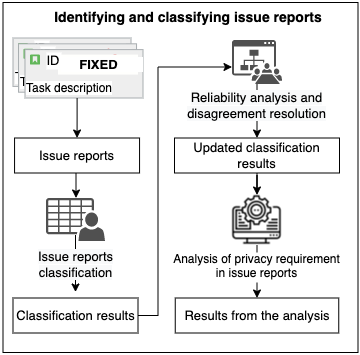 Identifying and classifying issue reports
ID FIXED
Task description
Issue reports
Issue reports
classification
Classification results
Reliability analysis and
disagreement resolution
Updated classification
results
Analysis of privacy requirement
in issue reports
Results from the analysis